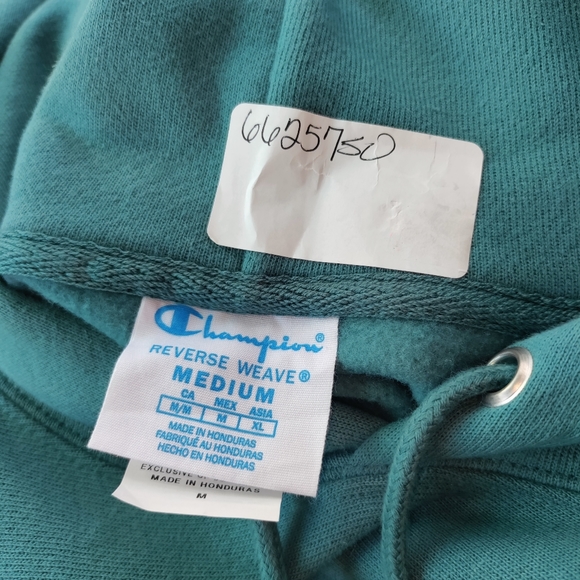 6625750
Champion®
REVERSE WEAVE®
MEDIUM
CA MEX ASIA
M/M M XL
MADE IN HONDURAS
FABRIQUÉ AU HONDURAS
HECHO EN HONDURAS
EXCLUSIVE
MADE IN HONDURAS
M